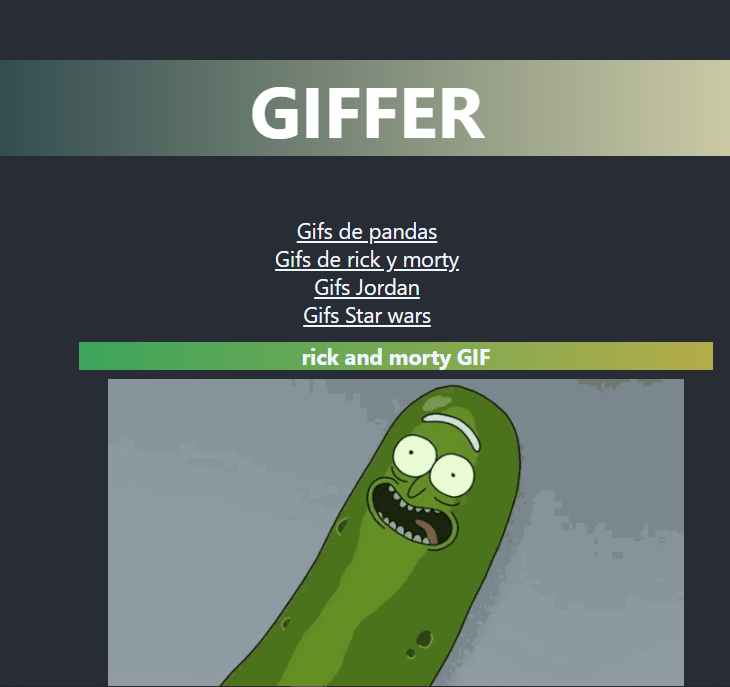 GIFFER
Gifs de pandas
Gifs de rick y morty
Gifs Jordan
Gifs Star wars
rick and morty GIF